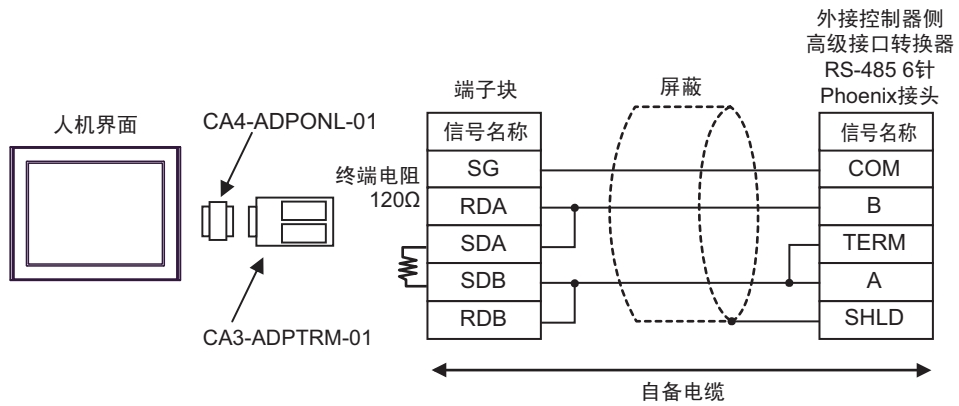 外接控制器侧
高级接口转换器
RS-485 6针
Phoenix接头
屏蔽
端子块
人机界面
CA4-ADPONL-01
信号名称
信号名称
终端电阻
120Ω
SG
COM
RDA
B
SDA
TERM
SDB
A
RDB
SHLD
CA3-ADPTRM-01
自备电缆